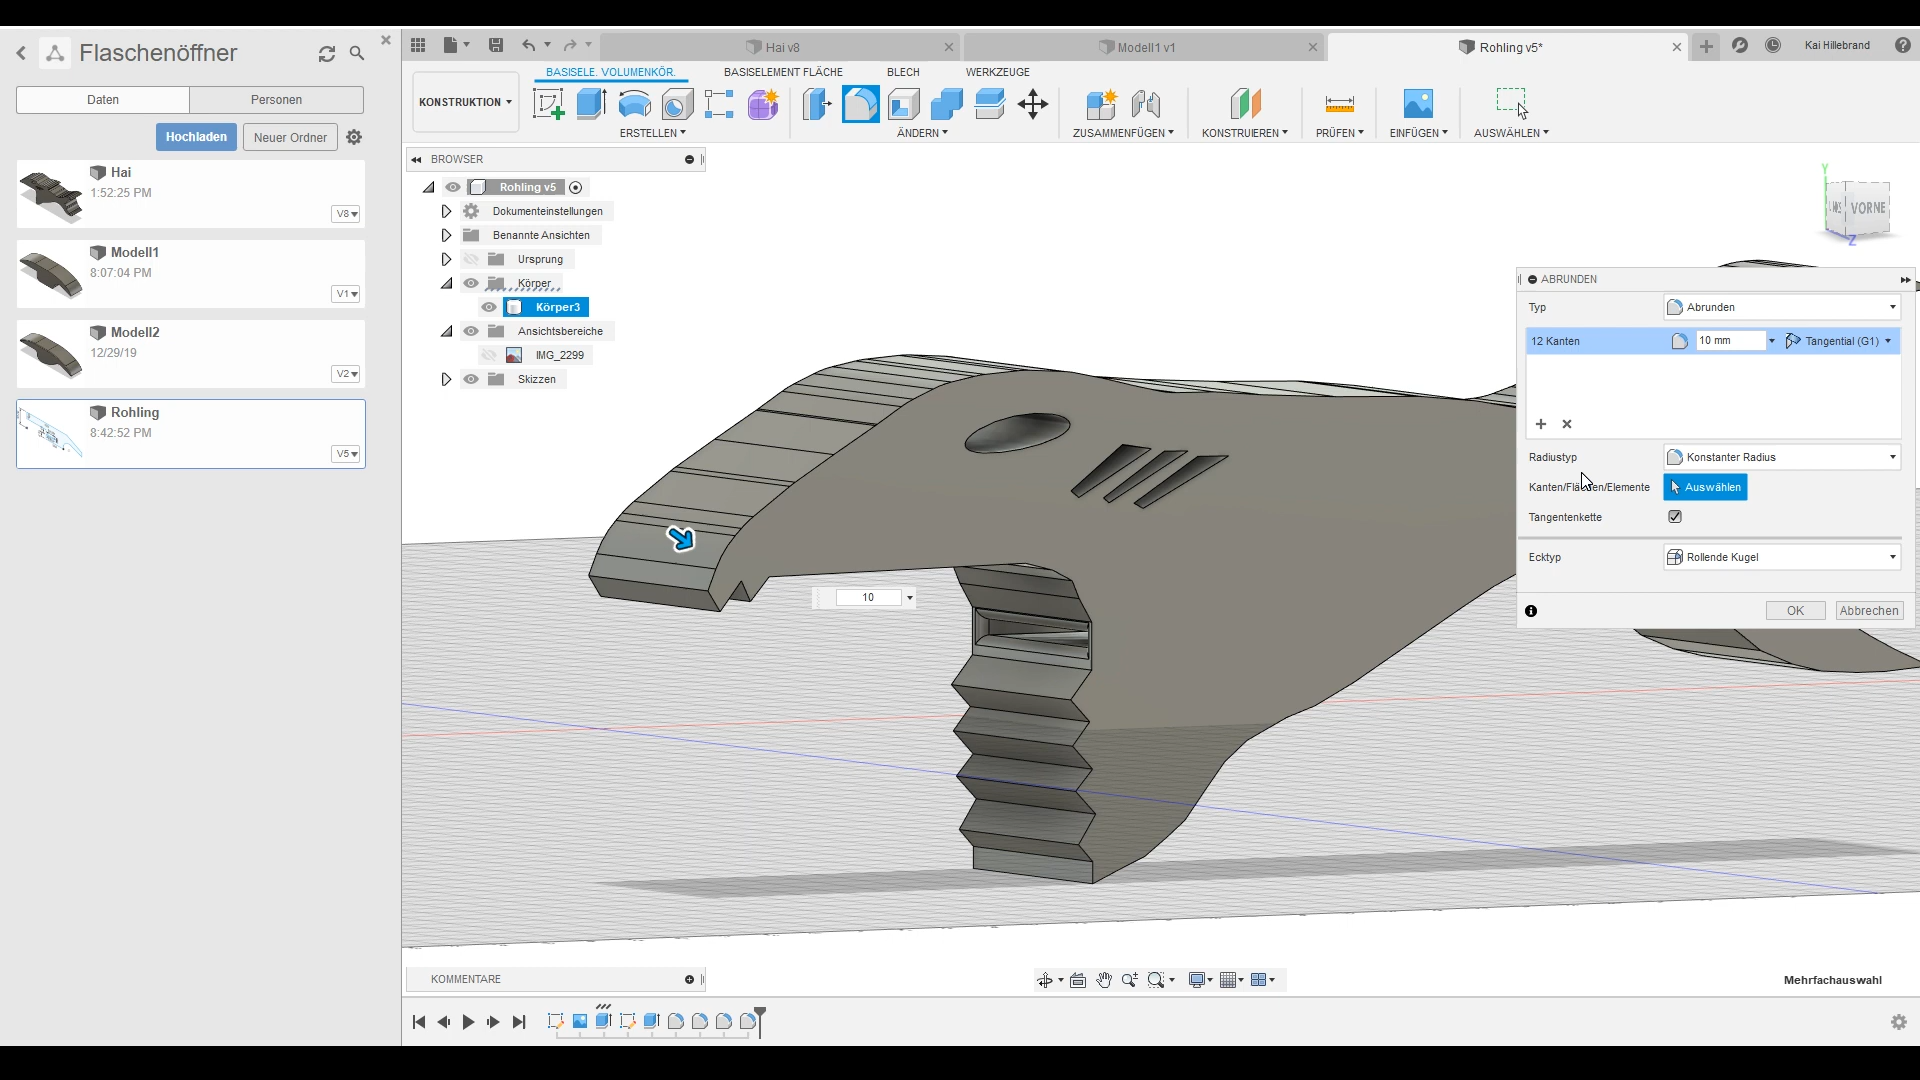 Flaschenöffner
Daten
Personen
Hochladen
Neuer Ordner
Hai
1:52:25 PM
V8
Modell1
8:07:04 PM
V1
Modell2
12/29/19
V2
Rohling
8:42:52 PM
V5
Hai v8
Modell1 v1
Rohling v5*
Kai Hillebrand
KONSTRUKTION
BASISELE. VOLUMENKÖR.
BASISELEMENT FLÄCHE
BLECH
WERKZEUGE
ERSTELLEN
ÄNDERN
ZUSAMMENFÜGEN
KONSTRUIEREN
PRÜFEN
EINFÜGEN
AUSWÄHLEN
BROWSER
Rohling v5
Dokumenteinstellungen
Benannte Ansichten
Ursprung
Körper
Körper3
Ansichtsbereiche
IMG_2299
Skizzen
Y
VORNE
Z
ABRUNDEN
Typ
Abrunden
12 Kanten
10 mm
Tangential (G1)
Radiustyp
Konstanter Radius
Kanten/Flächen/Elemente
Auswählen
Tangentenkette
Ecktyp
Rollende Kugel
OK
Abbrechen
10
KOMMENTARE
Mehrfachauswahl